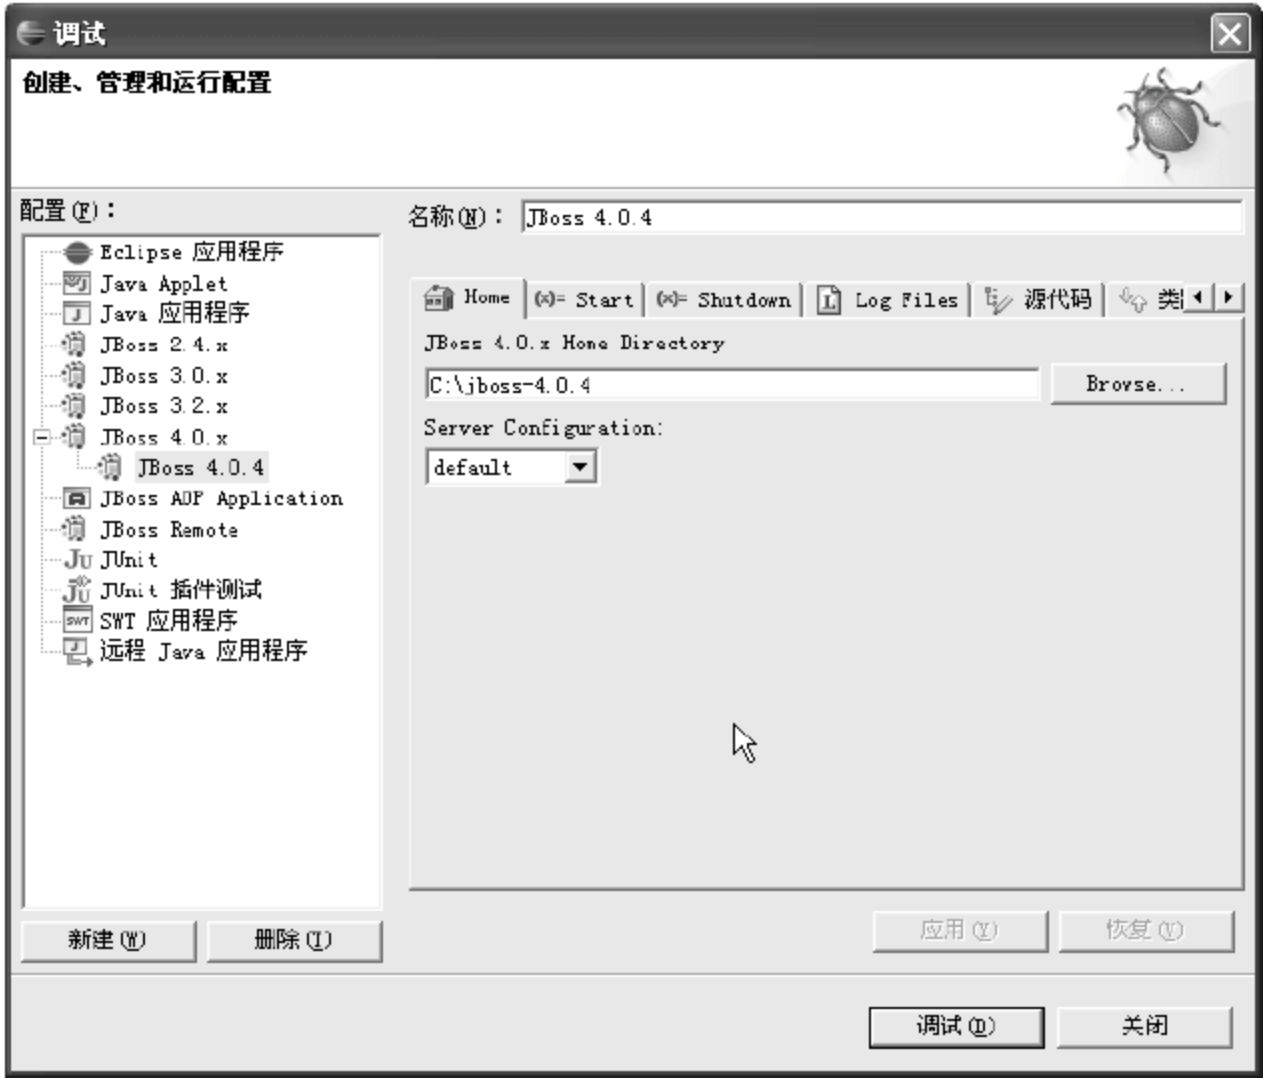 调试
创建、管理和运行配置
配置(F)：
Eclipse 应用程序
Java Applet
Java 应用程序
JBoss 2.4.x
JBoss 3.0.x
JBoss 3.2.x
JBoss 4.0.x
JBoss 4.0.4
JBoss AOP Application
JBoss Remote
JUnit
JUnit 插件测试
SWT 应用程序
远程 Java 应用程序
新建(W)
删除(T)
名称(N)： JBoss 4.0.4
Home (x)= Start (x)= Shutdown Log Files 源代码
JBoss 4.0.x Home Directory
C:\jboss-4.0.4 Browse...
Server Configuration:
default
应用(Y) 恢复(V)
调试(D) 关闭